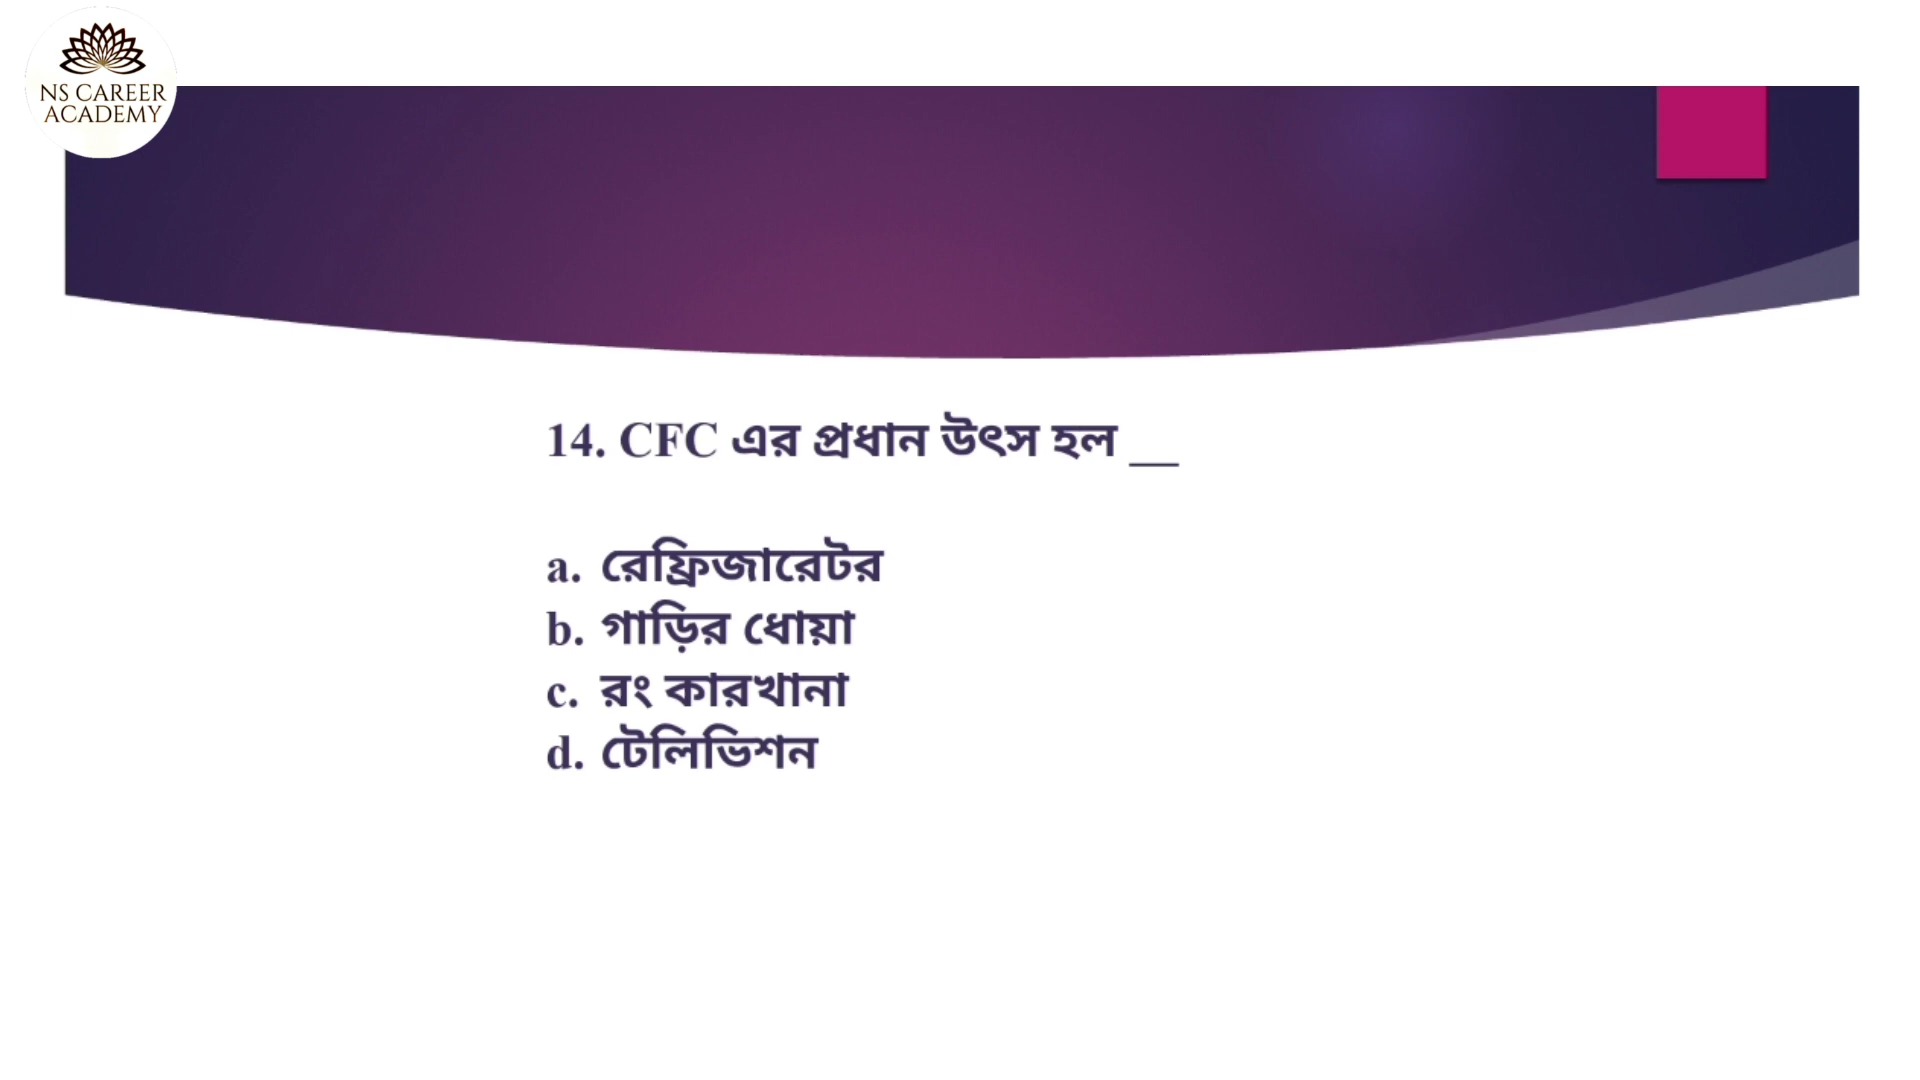 NS CAREER
ACADEMY
14. CFC এর প্রধান উৎস হল __
a. রেফ্রিজারেটর
b. গাড়ির ধোয়া
c. রং কারখানা
d. টেলিভিশন